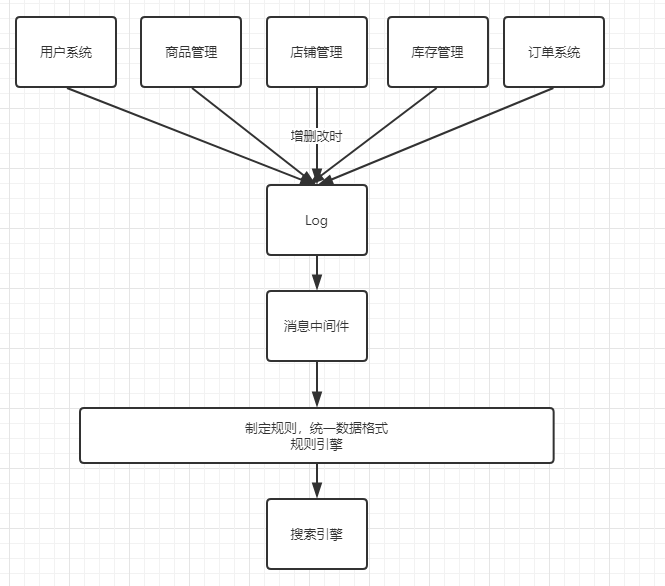 用户系统
商品管理
店铺管理
库存管理
订单系统
增删改时
Log
消息中间件
制定规则，统一数据格式
规则引擎
搜索引擎